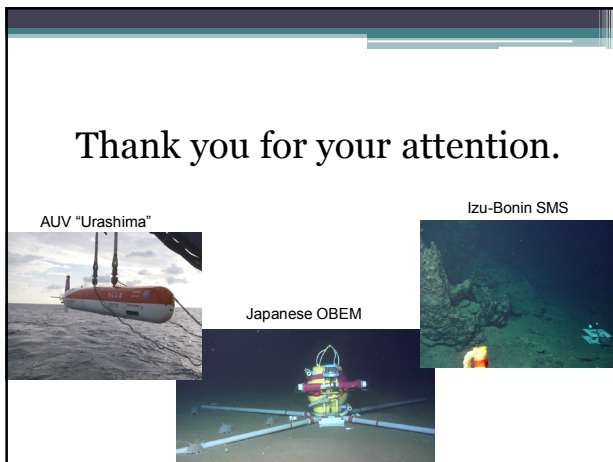 Thank you for your attention.
AUV “Urashima”
Izu-Bonin SMS
Japanese OBEM